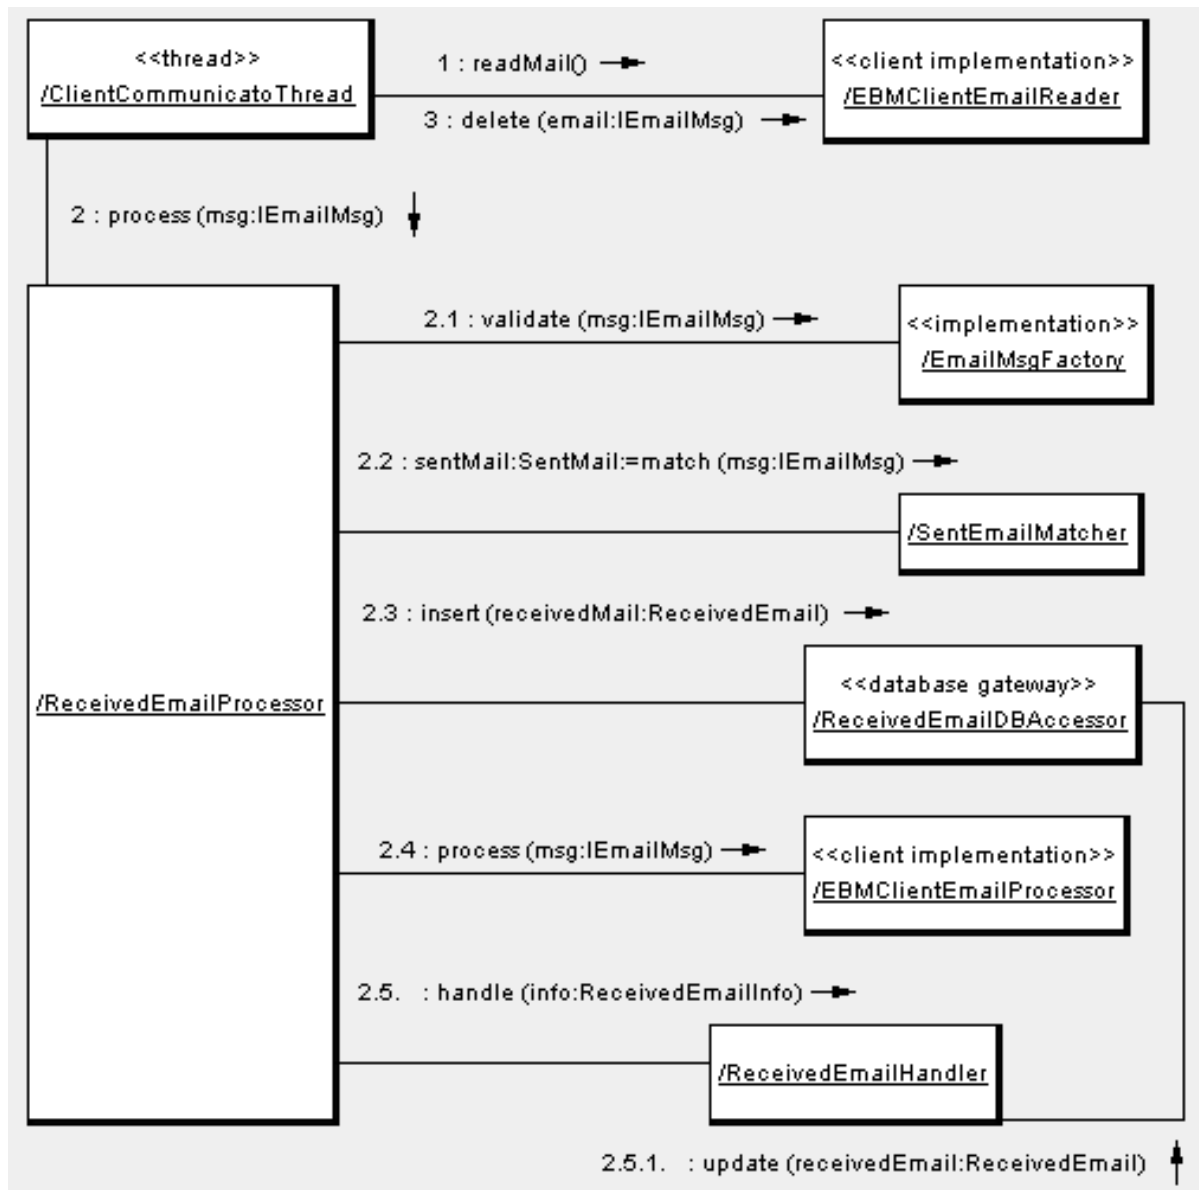 <<thread>>
/ClientCommunicatoThread
1 : readMail()
<<client implementation>>
/EBMClientEmailReader
3 : delete (email:IEmailMsg)
2 : process (msg:IEmailMsg)
2.1 : validate (msg:IEmailMsg)
<<implementation>>
/EmailMsgFactory
2.2 : sentMail:SentMail:=match (msg:IEmailMsg)
/SentEmailMatcher
2.3 : insert (receivedMail:ReceivedEmail)
<<database gateway>>
/ReceivedEmailDBAccessor
/ReceivedEmailProcessor
2.4 : process (msg:IEmailMsg)
<<client implementation>>
/EBMClientEmailProcessor
2.5. : handle (info:ReceivedEmailInfo)
/ReceivedEmailHandler
2.5.1. : update (receivedEmail:ReceivedEmail)